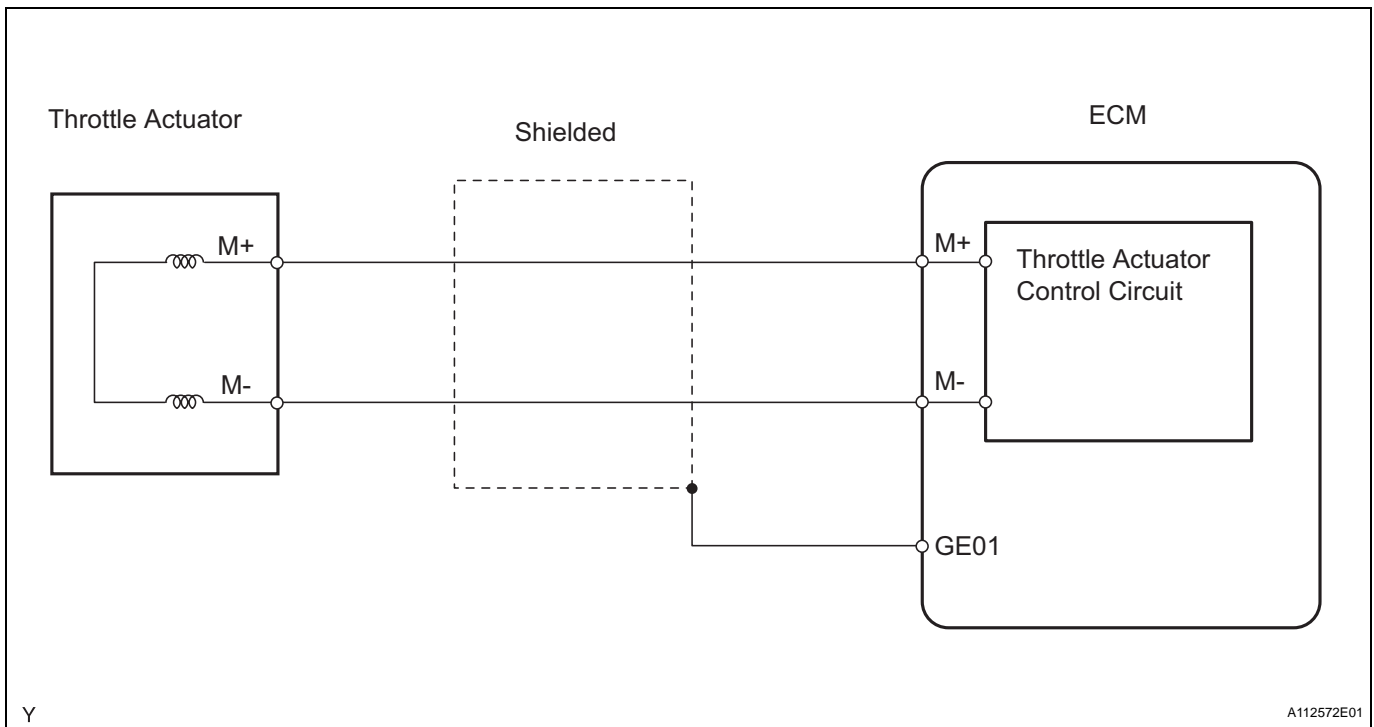 Throttle Actuator
Shielded
ECM
M+
M+
Throttle Actuator
Control Circuit
M-
M-
GE01
Y
A112572E01